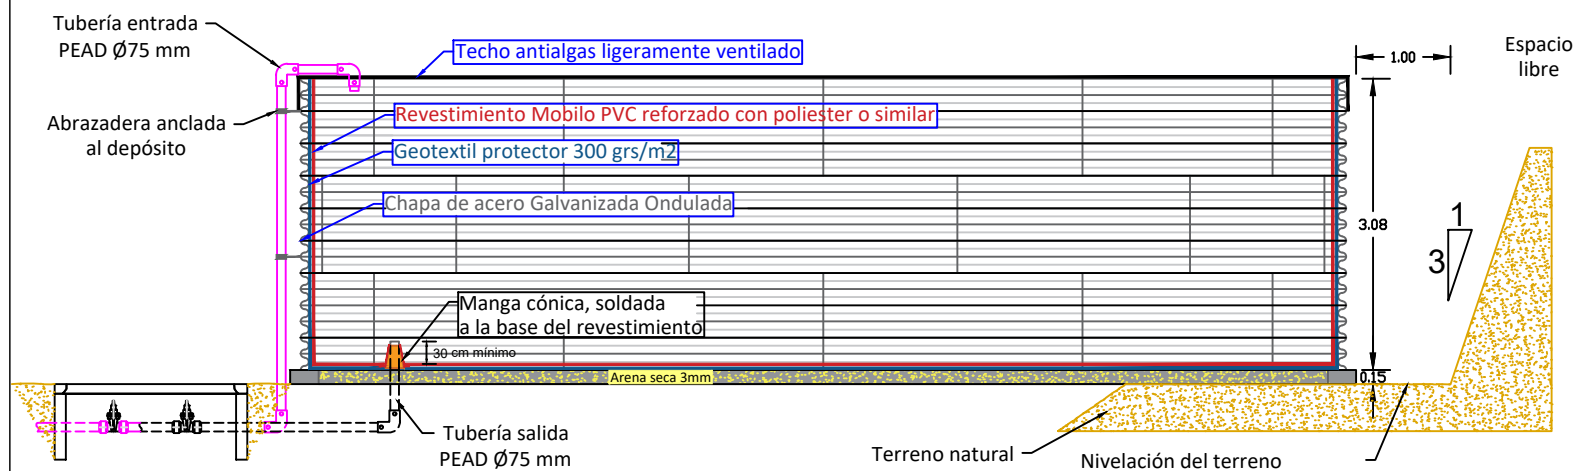 Tubería entrada
PEAD Ø75 mm
Techo antialgas ligeramente ventilado
1.00
Espacio
libre
Revestimiento Mobilo PVC reforzado con poliester o similar
Abrazadera anclada
al depósito
Geotextil protector 300 grs/m2
Chapa de acero Galvanizada Ondulada
3.08
1
3
Manga cónica, soldada
a la base del revestimiento
30 cm mínimo
Arena seca 3mm
0.15
Tubería salida
PEAD Ø75 mm
Terreno natural
Nivelación del terreno